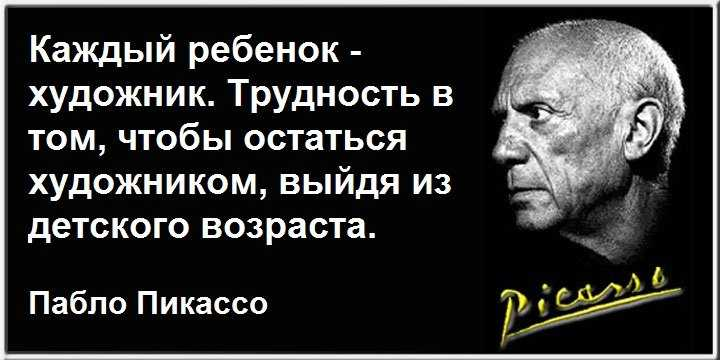 Каждый ребенок -
художник. Трудность в
том, чтобы остаться
художником, выйдя из
детского возраста.
Пабло Пикассо
Picasso